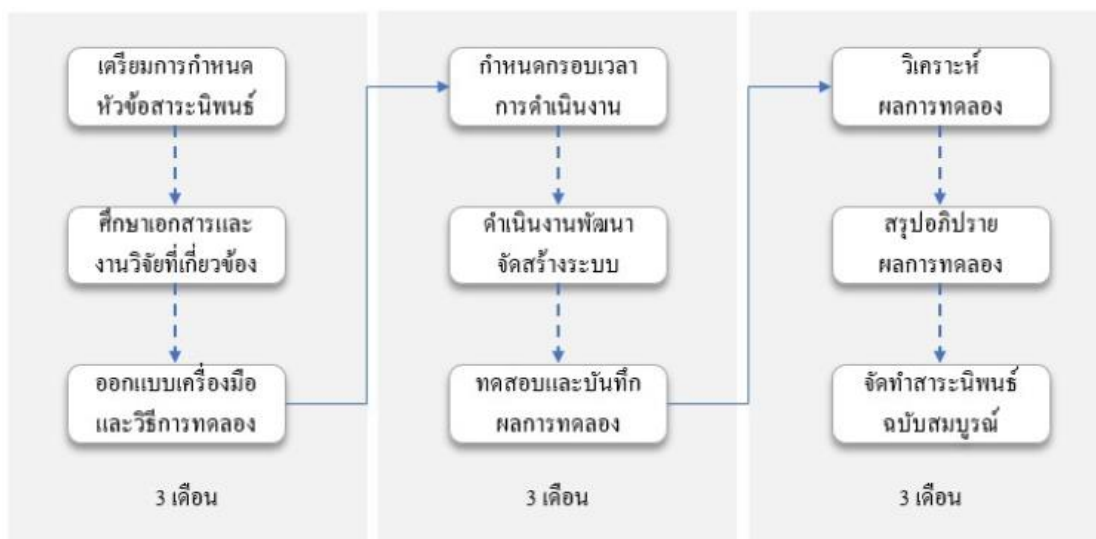 เตรียมการกำหนด
หัวข้อสาระนิพนธ์
ศึกษาเอกสารและ
งานวิจัยที่เกี่ยวข้อง
ออกแบบเครื่องมือ
และวิธีการทดลอง
3 เดือน
กำหนดกรอบเวลา
การดำเนินงาน
ดำเนินงานพัฒนา
จัดสร้างระบบ
ทดสอบและบันทึก
ผลการทดลอง
3 เดือน
วิเคราะห์
ผลการทดลอง
สรุปอภิปราย
ผลการทดลอง
จัดทำสาระนิพนธ์
ฉบับสมบูรณ์
3 เดือน